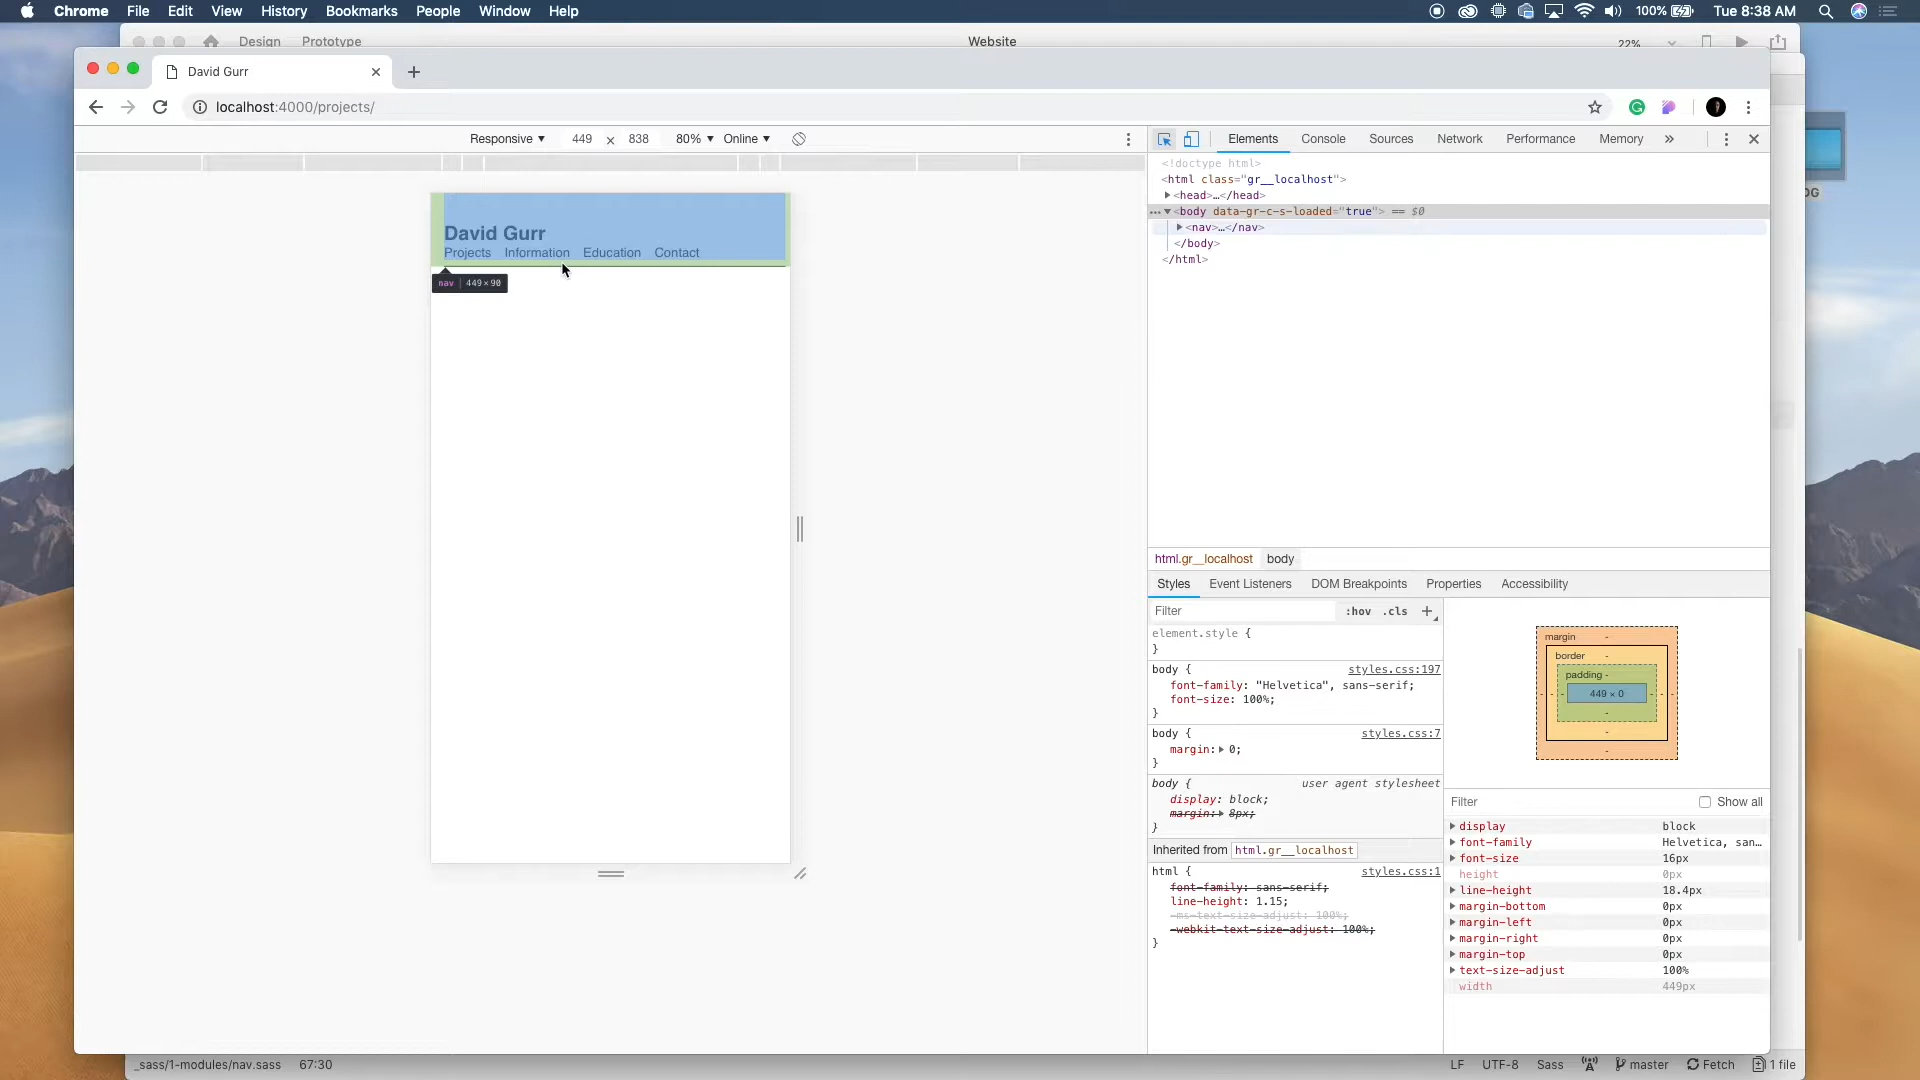 Chrome File Edit View History Bookmarks People Window Help 100% Tue 8:38 AM
Design Prototype Website 22%
David Gurr
localhost:4000/projects/
Responsive 449 x 838 80% Online
Elements Console Sources Network Performance Memory »
<!doctype html>
<html class="gr__localhost">
<head>…</head>
<body data-gr-c-s-loaded="true"> == $0
<nav>…</nav>
</body>
</html>
David Gurr
Projects Information Education Contact
nav 449×90
html.gr__localhost body
Styles Event Listeners DOM Breakpoints Properties Accessibility
Filter :hov .cls +
element.style {
}
body { styles.css:197
font-family: "Helvetica", sans-serif;
font-size: 100%;
}
body { styles.css:7
margin: 0;
}
body { user agent stylesheet
display: block;
margin: 8px;
}
Inherited from html.gr__localhost
html { styles.css:1
font-family: sans-serif;
line-height: 1.15;
-ms-text-size-adjust: 100%;
-webkit-text-size-adjust: 100%;
}
margin -
border -
padding -
449 × 0
Filter Show all
display block
font-family Helvetica, san…
font-size 16px
height 0px
line-height 18.4px
margin-bottom 0px
margin-left 0px
margin-right 0px
margin-top 0px
text-size-adjust 100%
width 449px
_sass/1-modules/nav.sass 67:30 LF UTF-8 Sass master Fetch 1 file